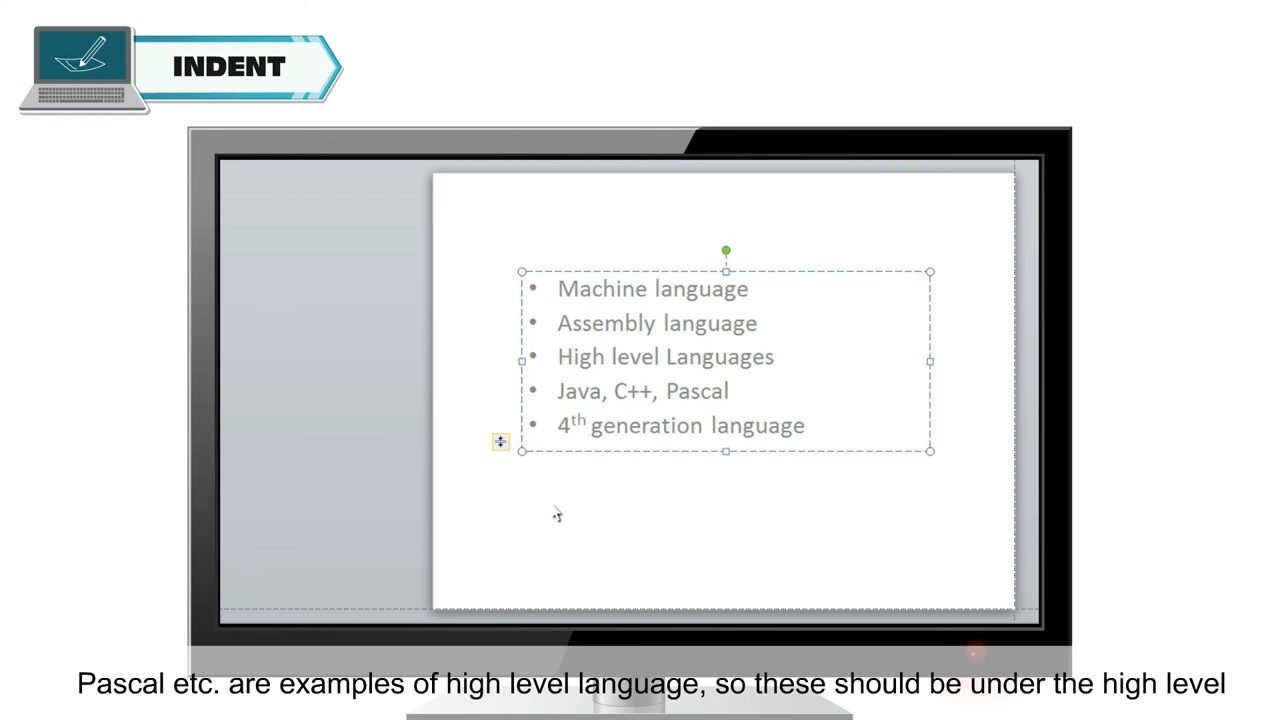 INDENT
• Machine language
• Assembly language
• High level Languages
• Java, C++, Pascal
• 4th generation language
Pascal etc. are examples of high level language, so these should be under the high level